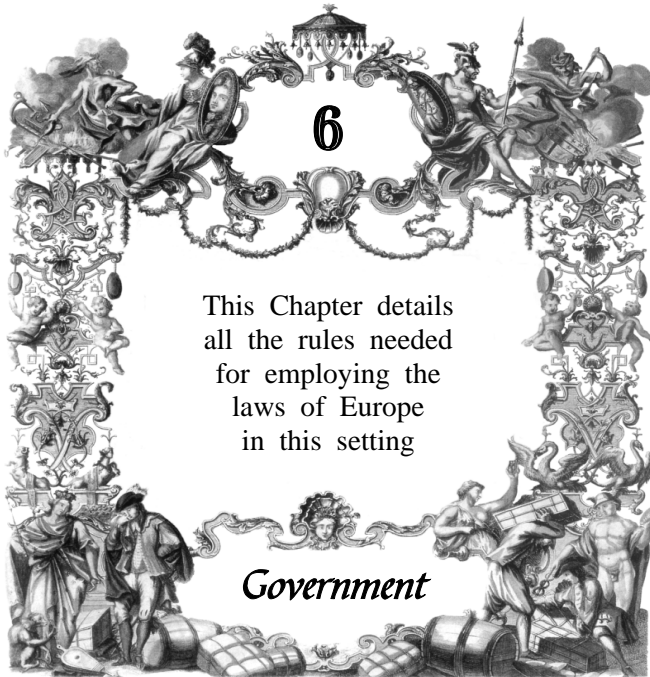 6
This Chapter details
all the rules needed
for employing the
laws of Europe
in this setting
Government